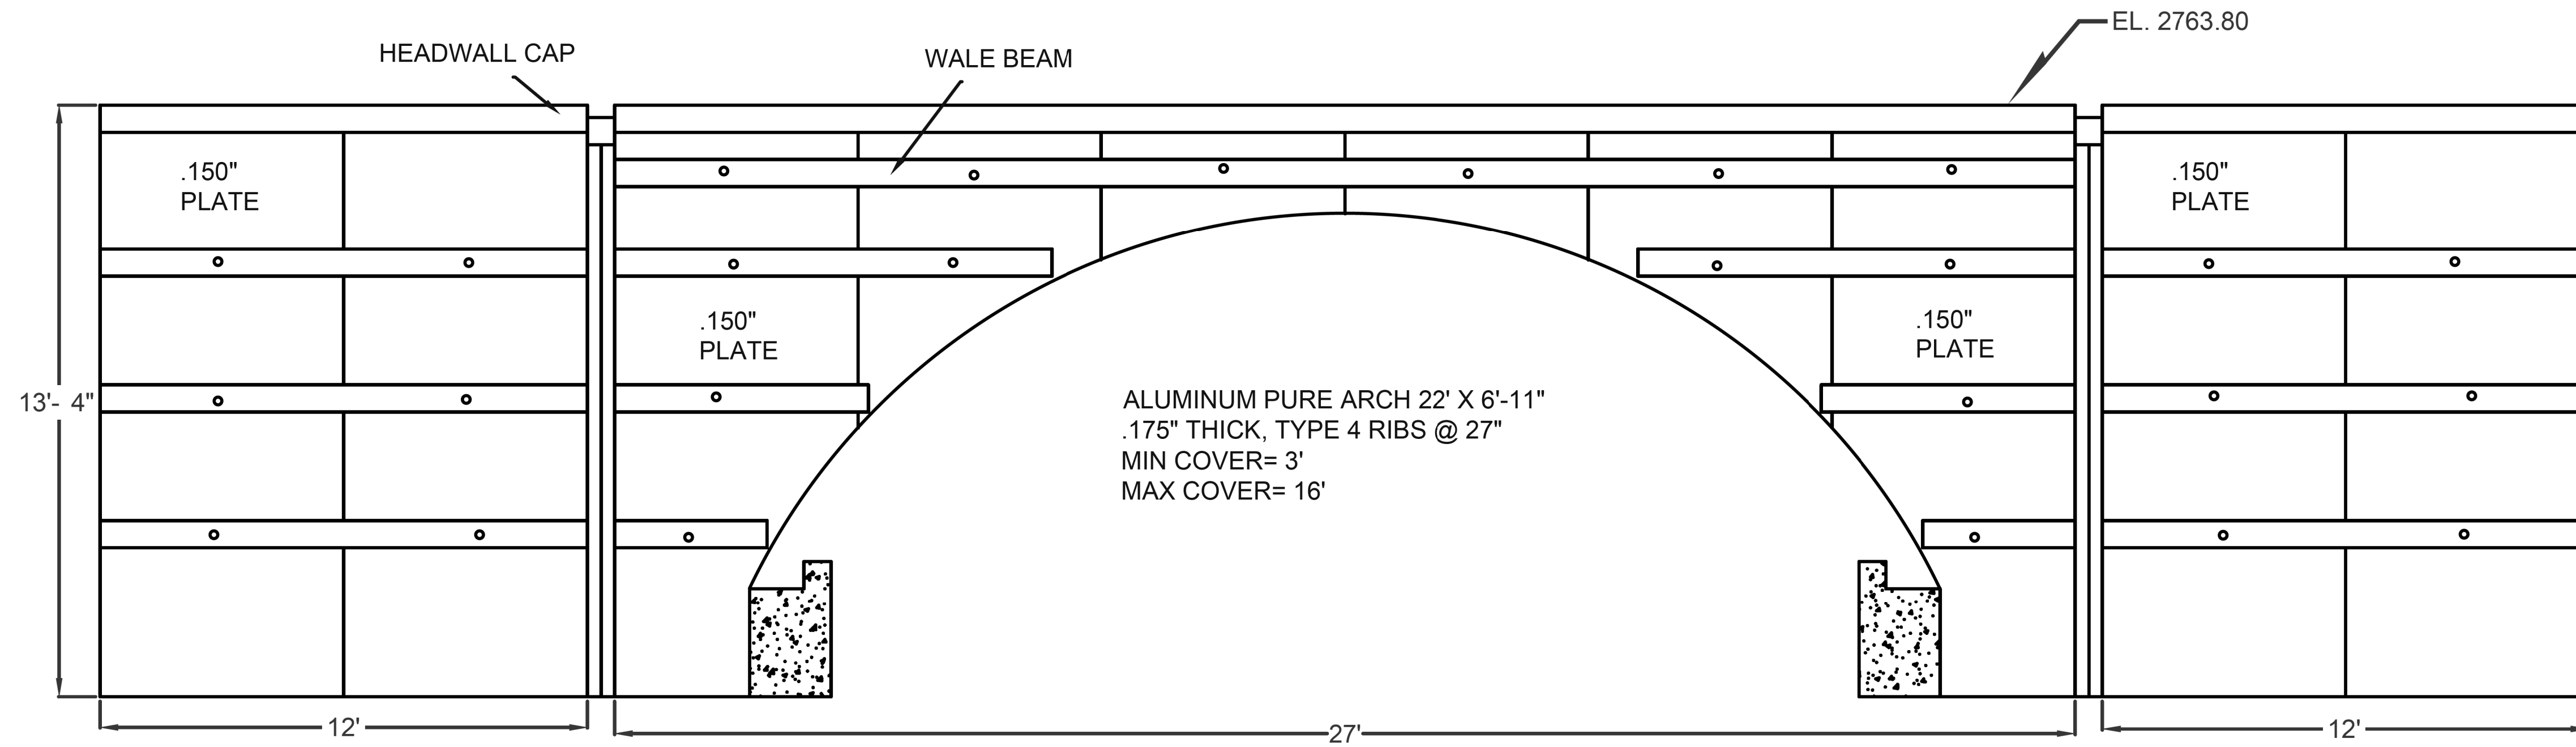 EL. 2763.80
HEADWALL CAP
WALE BEAM
.150"
PLATE
.150"
PLATE
.150"
PLATE
.150"
PLATE
13'- 4"
ALUMINUM PURE ARCH 22' X 6'-11"
.175" THICK, TYPE 4 RIBS @ 27"
MIN COVER= 3'
MAX COVER= 16'
12'
27'
12'